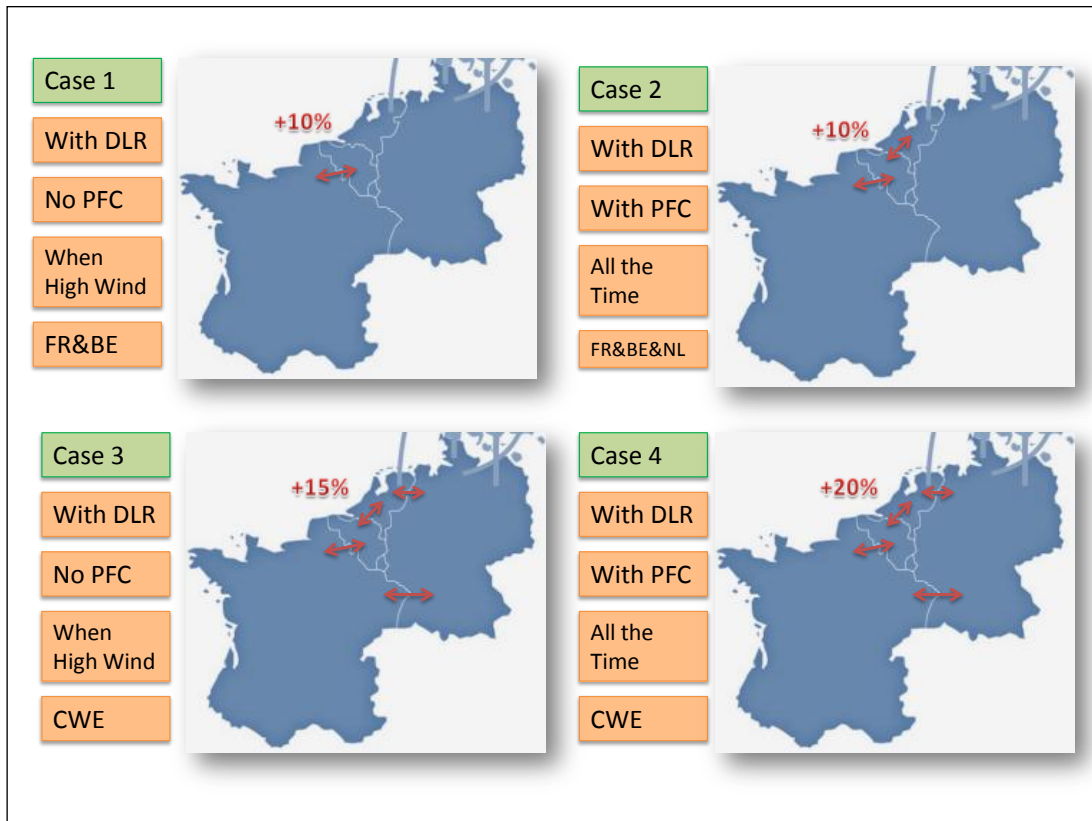 Case 1
With DLR
No PFC
When
High Wind
FR&BE
+10%
Case 2
With DLR
With PFC
All the
Time
FR&BE&NL
+10%
Case 3
With DLR
No PFC
When
High Wind
CWE
+15%
Case 4
With DLR
With PFC
All the
Time
CWE
+20%